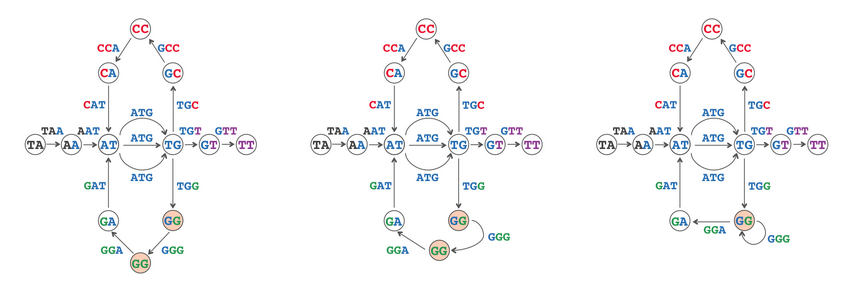 CC
CCA GCC
CA GC
CAT TGC
ATG
TAA AAT TGT GTT
TA AA AT ATG TG GT TT
ATG
GAT TGG
GA GG
GGA GGG
GG
CC
CCA GCC
CA GC
CAT TGC
ATG
TAA AAT TGT GTT
TA AA AT ATG TG GT TT
ATG
GAT TGG
GA GG
GGG
GGA GG
CC
CCA GCC
CA GC
CAT TGC
ATG
TAA AAT TGT GTT
TA AA AT ATG TG GT TT
ATG
GAT TGG
GA GG
GGA GGG